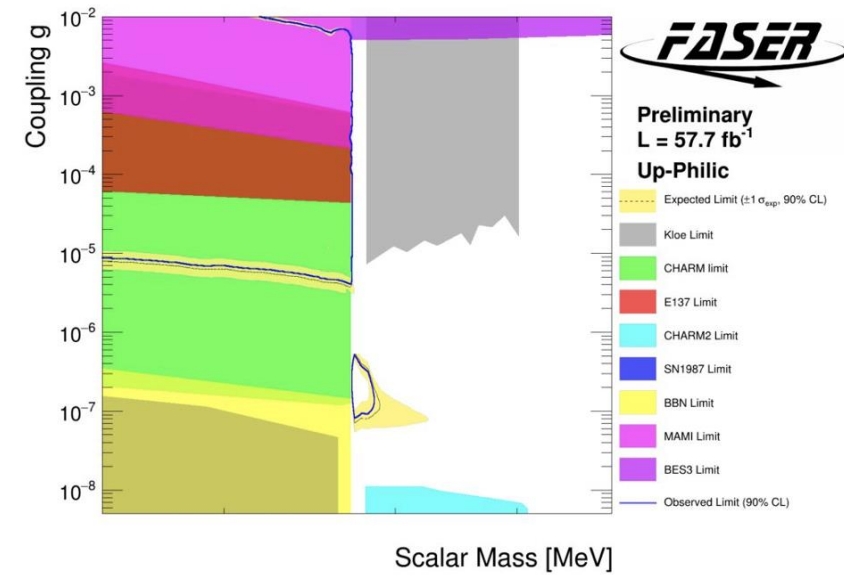 Coupling g
10⁻²
10⁻³
10⁻⁴
10⁻⁵
10⁻⁶
10⁻⁷
10⁻⁸
Scalar Mass [MeV]
FASER
Preliminary
L = 57.7 fb⁻¹
Up-Philic
Expected Limit (±1 σ_exp, 90% CL)
Kloe Limit
CHARM limit
E137 Limit
CHARM2 Limit
SN1987 Limit
BBN Limit
MAMI Limit
BES3 Limit
Observed Limit (90% CL)